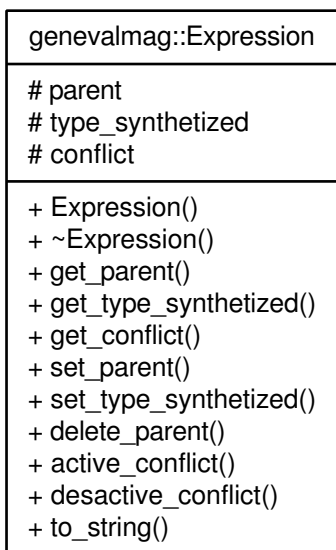 genevalmag::Expression
# parent
# type_synthetized
# conflict
+ Expression()
+ ~Expression()
+ get_parent()
+ get_type_synthetized()
+ get_conflict()
+ set_parent()
+ set_type_synthetized()
+ delete_parent()
+ active_conflict()
+ desactive_conflict()
+ to_string()